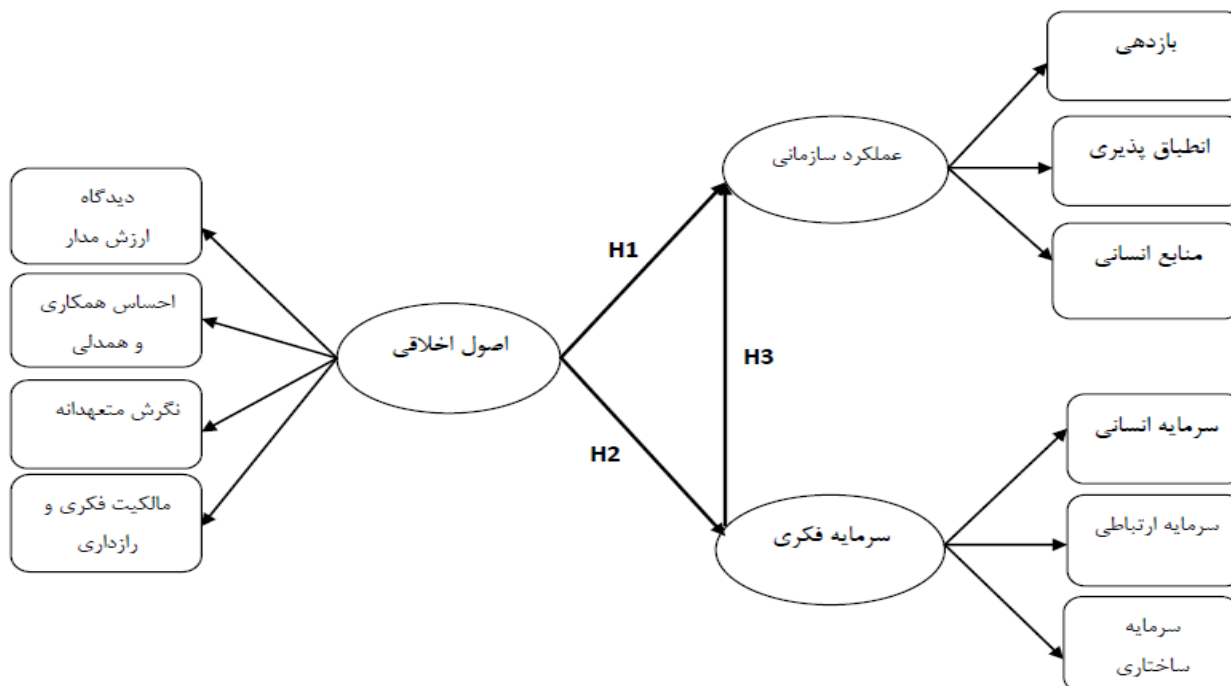 بازدهی
انطباق پذیری
منابع انسانی
عملکرد سازمانی
H1
H3
H2
اصول اخلاقی
دیدگاه
ارزش مدار
احساس همکاری
و همدلی
نگرش متعهدانه
مالکیت فکری و
رازداری
سرمایه فکری
سرمایه انسانی
سرمایه ارتباطی
سرمایه
ساختاری